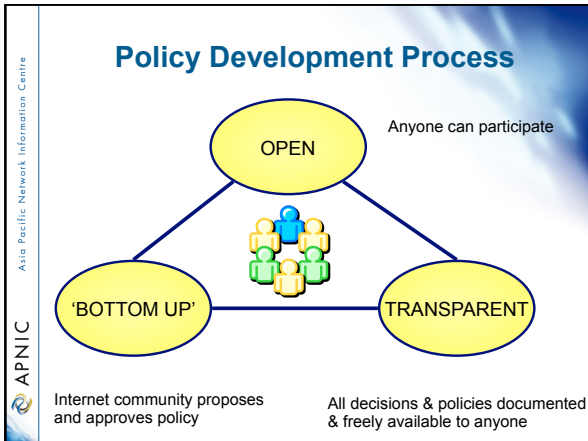 Policy Development Process
Anyone can participate
OPEN
‘BOTTOM UP’
TRANSPARENT
Internet community proposes
and approves policy
All decisions & policies documented
& freely available to anyone
Asia Pacific Network Information Centre
APNIC